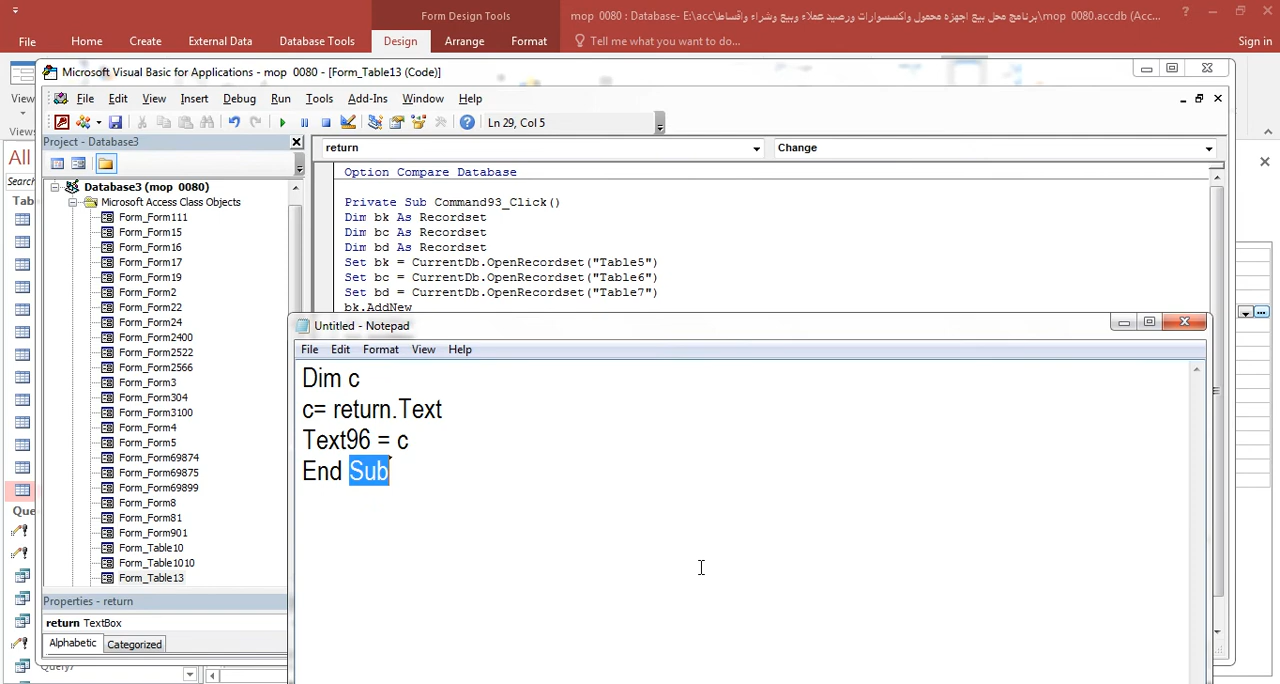 Form Design Tools
mop_0080 : Database- E:\acc\برنامج محل بيع اجهزه محمول واكسسوارات ورصيد عملاء وبيع وشراء واقساط\mop_0080.accdb (Acc...
File Home Create External Data Database Tools Design Arrange Format Tell me what you want to do... Sign in
Microsoft Visual Basic for Applications - mop_0080 - [Form_Table13 (Code)]
File Edit View Insert Debug Run Tools Add-Ins Window Help
View
Ln 29, Col 5
Views
Project - Database3
return Change
All
Search
Tab
Que
Database3 (mop_0080)
Microsoft Access Class Objects
Form_Form111
Form_Form15
Form_Form16
Form_Form17
Form_Form19
Form_Form2
Form_Form22
Form_Form24
Form_Form2400
Form_Form2522
Form_Form2566
Form_Form3
Form_Form304
Form_Form3100
Form_Form4
Form_Form5
Form_Form69874
Form_Form69875
Form_Form69899
Form_Form8
Form_Form81
Form_Form901
Form_Table10
Form_Table1010
Form_Table13
Properties - return
return TextBox
Alphabetic Categorized
Query7
Option Compare Database
Private Sub Command93_Click()
Dim bk As Recordset
Dim bc As Recordset
Dim bd As Recordset
Set bk = CurrentDb.OpenRecordset("Table5")
Set bc = CurrentDb.OpenRecordset("Table6")
Set bd = CurrentDb.OpenRecordset("Table7")
bk.AddNew
Untitled - Notepad
File Edit Format View Help
Dim c
c= return.Text
Text96 = c
End Sub